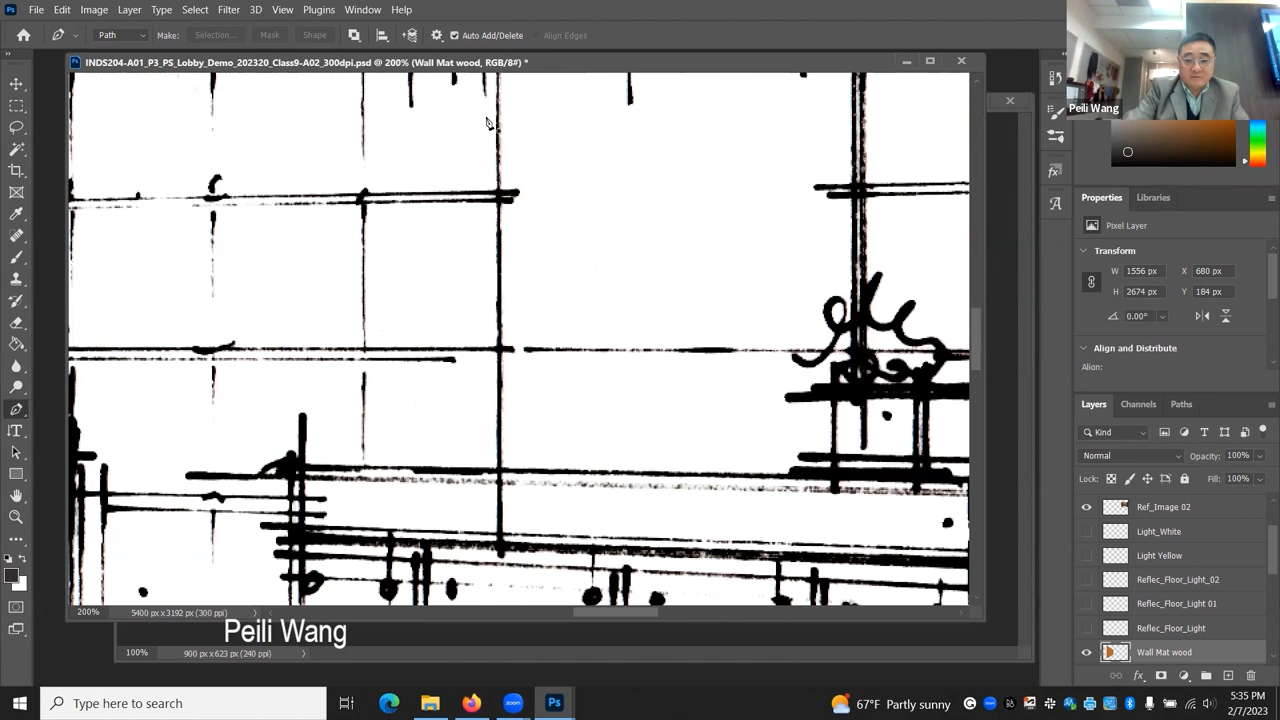 File Edit Image Layer Type Select Filter 3D View Plugins Window Help
Path Make: Selection... Mask Shape Auto Add/Delete Align Edges
INDS204-A01_P3_PS_Lobby_Demo_202320_Class9-A02_300dpi.psd @ 200% (Wall Mat wood, RGB/8#) *
Peili Wang
Properties Libraries
Pixel Layer
Transform
W 1556 px X 680 px
H 2674 px Y 184 px
0.00°
Align and Distribute
Align:
Layers Channels Paths
Kind
Normal Opacity: 100%
Lock: Fill: 100%
Ref_Image 02
Light_White
Light Yellow
Reflec_Floor_Light_02
Reflec_Floor_Light 01
Reflec_Floor_Light
Wall Mat wood
200% 5400 px x 3192 px (300 ppi)
Peili Wang
100% 900 px x 623 px (240 ppi)
Type here to search
zoom
67°F Partly sunny
5:35 PM
2/7/2023